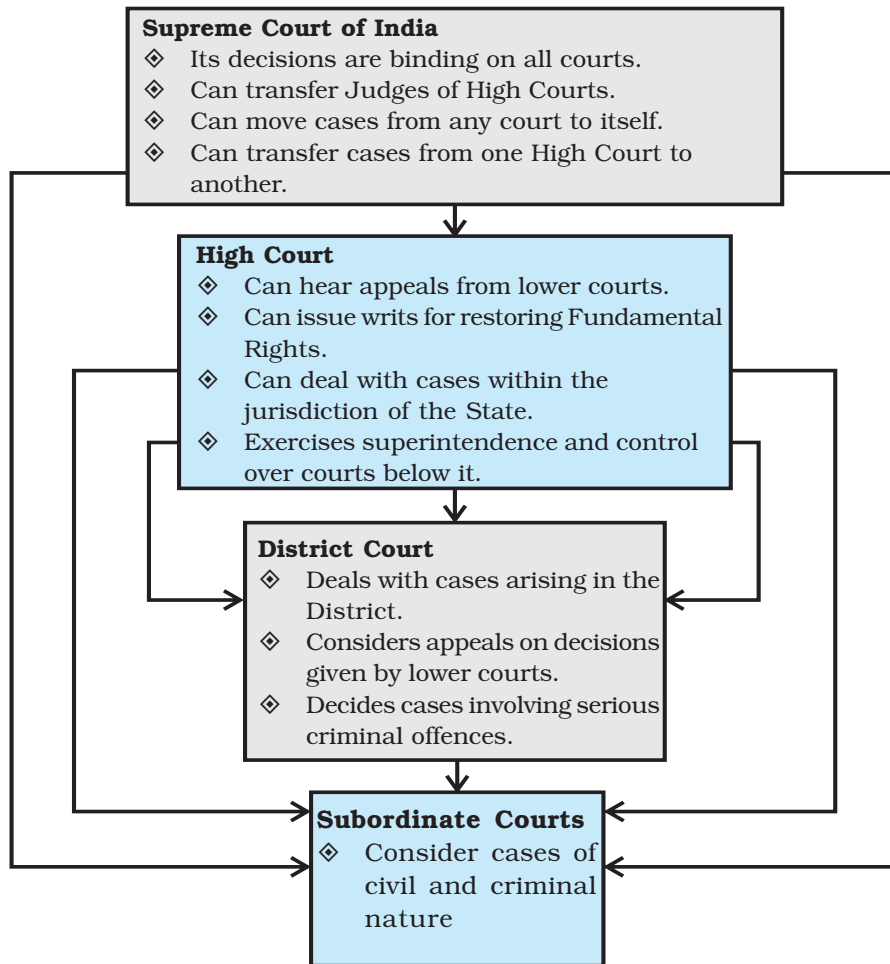 Supreme Court of India
◈ Its decisions are binding on all courts.
◈ Can transfer Judges of High Courts.
◈ Can move cases from any court to itself.
◈ Can transfer cases from one High Court to
another.
High Court
◈ Can hear appeals from lower courts.
◈ Can issue writs for restoring Fundamental
Rights.
◈ Can deal with cases within the
jurisdiction of the State.
◈ Exercises superintendence and control
over courts below it.
District Court
◈ Deals with cases arising in the
District.
◈ Considers appeals on decisions
given by lower courts.
◈ Decides cases involving serious
criminal offences.
Subordinate Courts
◈ Consider cases of
civil and criminal
nature